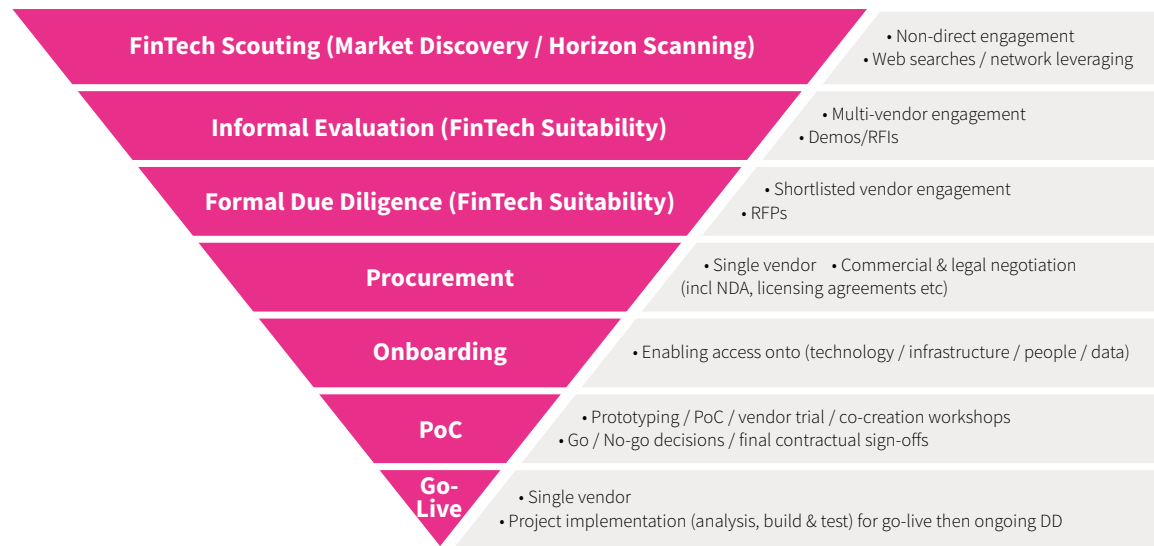 FinTech Scouting (Market Discovery / Horizon Scanning)
• Non-direct engagement
• Web searches / network leveraging
Informal Evaluation (FinTech Suitability)
• Multi-vendor engagement
• Demos/RFIs
Formal Due Diligence (FinTech Suitability)
• Shortlisted vendor engagement
• RFPs
Procurement
• Single vendor • Commercial & legal negotiation
(incl NDA, licensing agreements etc)
Onboarding
• Enabling access onto (technology / infrastructure / people / data)
PoC
• Prototyping / PoC / vendor trial / co-creation workshops
• Go / No-go decisions / final contractual sign-offs
Go-
Live
• Single vendor
• Project implementation (analysis, build & test) for go-live then ongoing DD